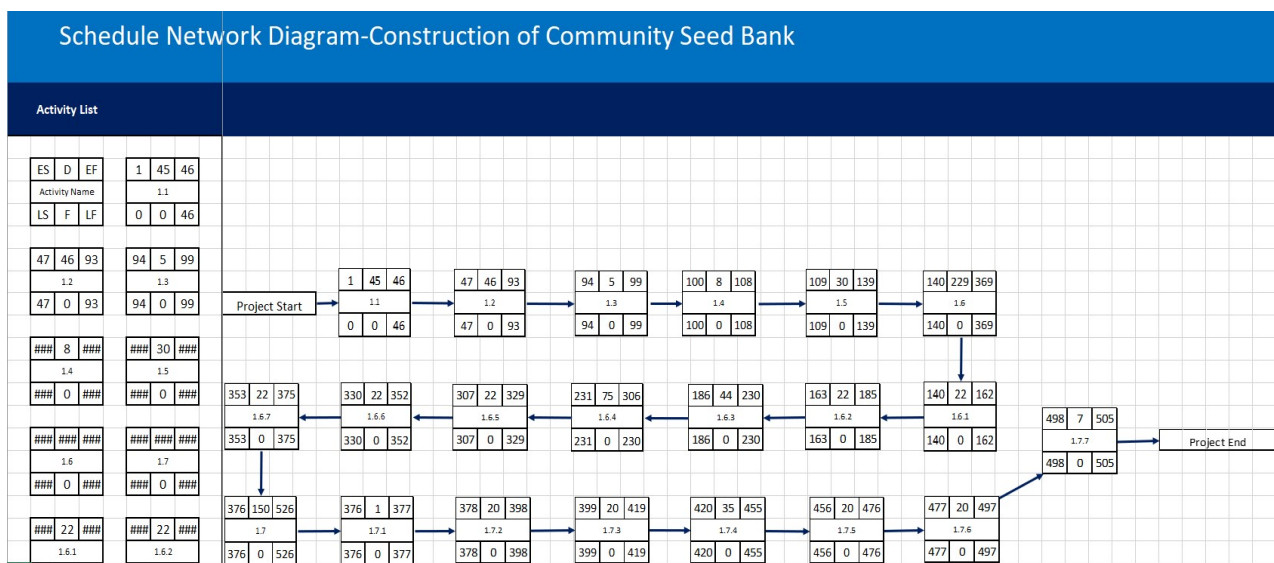 Schedule Network Diagram-Construction of Community Seed Bank
Activity List
ES D EF
Activity Name
LS F LF
1 45 46
1.1
0 0 46
47 46 93
1.2
47 0 93
94 5 99
1.3
94 0 99
### 8 ###
1.4
### 0 ###
### 30 ###
1.5
### 0 ###
### ### ###
1.6
### 0 ###
### ### ###
1.7
### 0 ###
### 22 ###
1.6.1
### 22 ###
1.6.2
Project Start
1 45 46
1.1
0 0 46
47 46 93
1.2
47 0 93
94 5 99
1.3
94 0 99
100 8 108
1.4
100 0 108
109 30 139
1.5
109 0 139
140 229 369
1.6
140 0 369
140 22 162
1.6.1
140 0 162
163 22 185
1.6.2
163 0 185
186 44 230
1.6.3
186 0 230
231 75 306
1.6.4
231 0 230
307 22 329
1.6.5
307 0 329
330 22 352
1.6.6
330 0 352
353 22 375
1.6.7
353 0 375
376 150 526
1.7
376 0 526
376 1 377
1.7.1
376 0 377
378 20 398
1.7.2
378 0 398
399 20 419
1.7.3
399 0 419
420 35 455
1.7.4
420 0 455
456 20 476
1.7.5
456 0 476
477 20 497
1.7.6
477 0 497
498 7 505
1.7.7
498 0 505
Project End